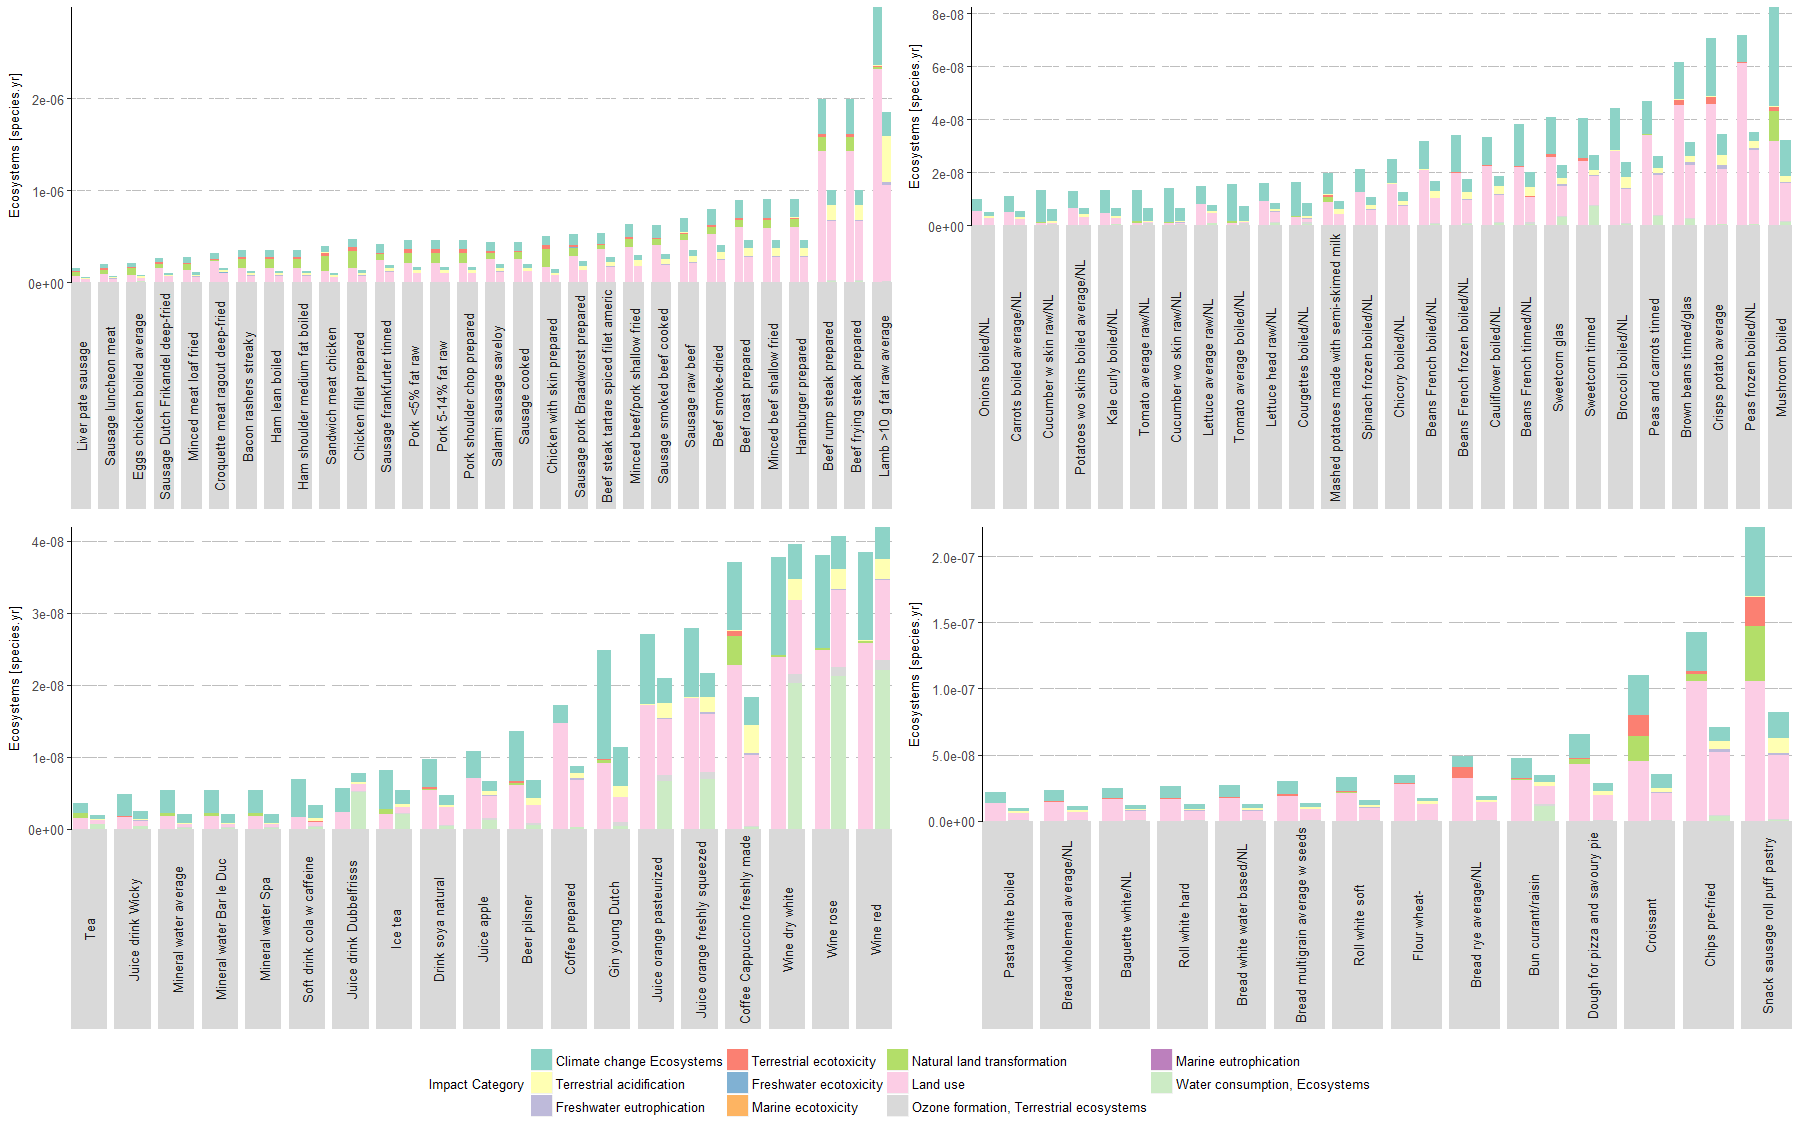 Ecosystems [species.yr]
2e-06
1e-06
0e+00
Liver pate sausage
Sausage luncheon meat
Eggs chicken boiled average
Sausage Dutch Frikandel deep-fried
Minced meat loaf fried
Croquette meat ragout deep-fried
Bacon rashers streaky
Ham lean boiled
Ham shoulder medium fat boiled
Sandwich meat chicken
Chicken fillet prepared
Sausage frankfurter tinned
Pork <5% fat raw
Pork 5-14% fat raw
Pork shoulder chop prepared
Salami sausage saveloy
Sausage cooked
Chicken with skin prepared
Sausage pork Braadworst prepared
Beef steak tartare spiced filet americ
Minced beef/pork shallow fried
Sausage smoked beef cooked
Sausage raw beef
Beef smoke-dried
Beef roast prepared
Minced beef shallow fried
Hamburger prepared
Beef rump steak prepared
Beef frying steak prepared
Lamb >10 g fat raw average
Ecosystems [species.yr]
8e-08
6e-08
4e-08
2e-08
0e+00
Onions boiled/NL
Carrots boiled average/NL
Cucumber w skin raw/NL
Potatoes wo skins boiled average/NL
Kale curly boiled/NL
Tomato average raw/NL
Cucumber wo skin raw/NL
Lettuce average raw/NL
Tomato average boiled/NL
Lettuce head raw/NL
Courgettes boiled/NL
Mashed potatoes made with semi-skimed milk
Spinach frozen boiled/NL
Chicory boiled/NL
Beans French boiled/NL
Beans French frozen boiled/NL
Cauliflower boiled/NL
Beans French tinned/NL
Sweetcorn glas
Sweetcorn tinned
Broccoli boiled/NL
Peas and carrots tinned
Brown beans tinned/glas
Crisps potato average
Peas frozen boiled/NL
Mushroom boiled
Ecosystems [species.yr]
4e-08
3e-08
2e-08
1e-08
0e+00
Tea
Juice drink Wicky
Mineral water average
Mineral water Bar le Duc
Mineral water Spa
Soft drink cola w caffeine
Juice drink Dubbelfrisss
Ice tea
Drink soya natural
Juice apple
Beer pilsner
Coffee prepared
Gin young Dutch
Juice orange pasteurized
Juice orange freshly squeezed
Coffee Cappuccino freshly made
Wine dry white
Wine rose
Wine red
Ecosystems [species.yr]
2.0e-07
1.5e-07
1.0e-07
5.0e-08
0.0e+00
Pasta white boiled
Bread wholemeal average/NL
Baguette white/NL
Roll white hard
Bread white water based/NL
Bread multigrain average w seeds
Roll white soft
Flour wheat-
Bread rye average/NL
Bun currant/raisin
Dough for pizza and savoury pie
Croissant
Chips pre-fried
Snack sausage roll puff pastry
Impact Category
Climate change Ecosystems
Terrestrial acidification
Freshwater eutrophication
Terrestrial ecotoxicity
Freshwater ecotoxicity
Marine ecotoxicity
Natural land transformation
Land use
Ozone formation, Terrestrial ecosystems
Marine eutrophication
Water consumption, Ecosystems